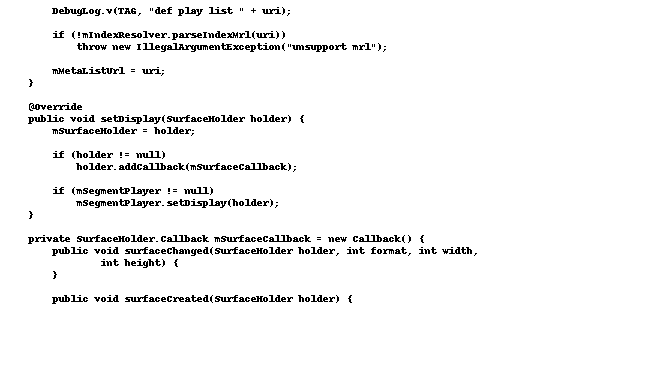 DebugLog.v(TAG, "def play list " + uri);
if (!mIndexResolver.parseIndexMrl(uri))
throw new IllegalArgumentException("unsupport mrl");
mMetaListUrl = uri;
}
@Override
public void setDisplay(SurfaceHolder holder) {
mSurfaceHolder = holder;
if (holder != null)
holder.addCallback(mSurfaceCallback);
if (mSegmentPlayer != null)
mSegmentPlayer.setDisplay(holder);
}
private SurfaceHolder.Callback mSurfaceCallback = new Callback() {
public void surfaceChanged(SurfaceHolder holder, int format, int width,
int height) {
}
public void surfaceCreated(SurfaceHolder holder) {